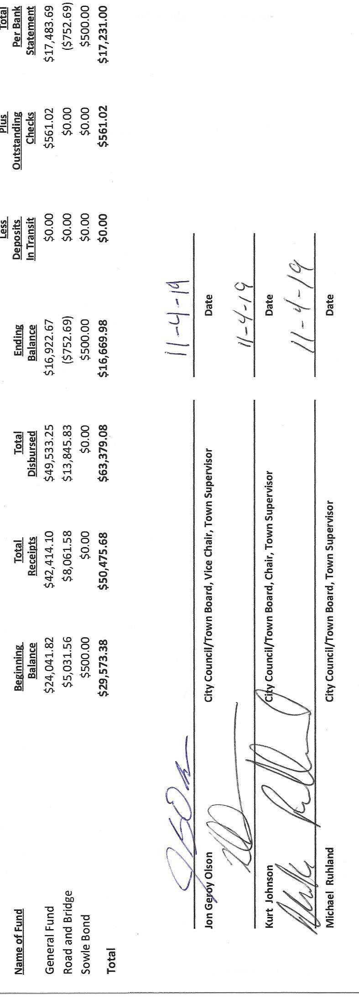 Total
Less Plus Per Bank
Beginning Total Total Ending Deposits Outstanding Statement
Name of Fund Balance Receipts Disbursed Balance In Transit Checks
General Fund $24,041.82 $42,414.10 $49,533.25 $16,922.67 $0.00 $561.02 $17,483.69
Road and Bridge $5,031.56 $8,061.58 $13,845.83 ($752.69) $0.00 $0.00 ($752.69)
Sowle Bond $500.00 $0.00 $0.00 $500.00 $0.00 $0.00 $500.00
Total $29,573.38 $50,475.68 $63,379.08 $16,669.98 $0.00 $561.02 $17,231.00
11-4-19
Jon Geroy Olson City Council/Town Board, Vice Chair, Town Supervisor Date
11-4-19
Kurt Johnson City Council/Town Board, Chair, Town Supervisor Date
11-4-19
Michael Ruhland City Council/Town Board, Town Supervisor Date